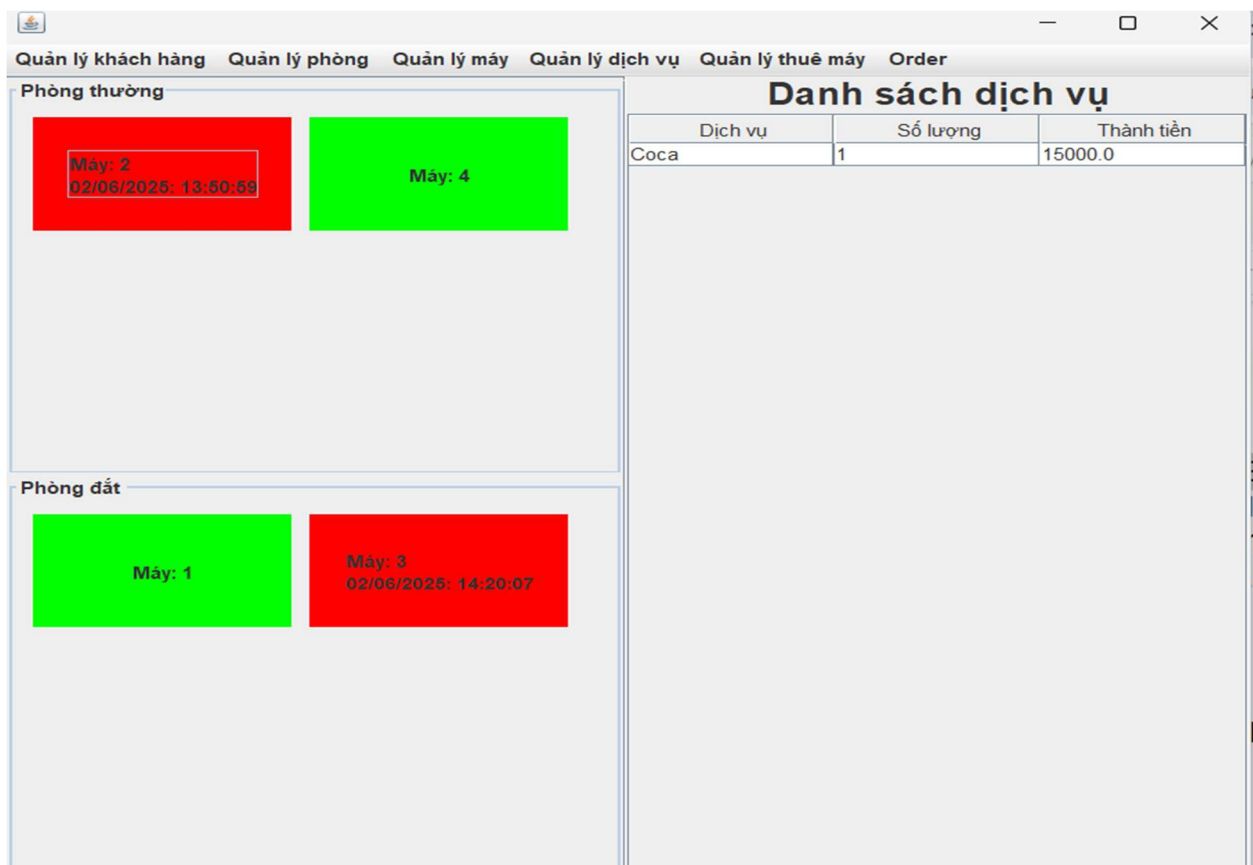 Quản lý khách hàng Quản lý phòng Quản lý máy Quản lý dịch vụ Quản lý thuê máy Order
Phòng thường
Máy: 2
02/06/2025: 13:50:59
Máy: 4
Phòng đắt
Máy: 1
Máy: 3
02/06/2025: 14:20:07
Danh sách dịch vụ
Dịch vụ Số lượng Thành tiền
Coca 1 15000.0